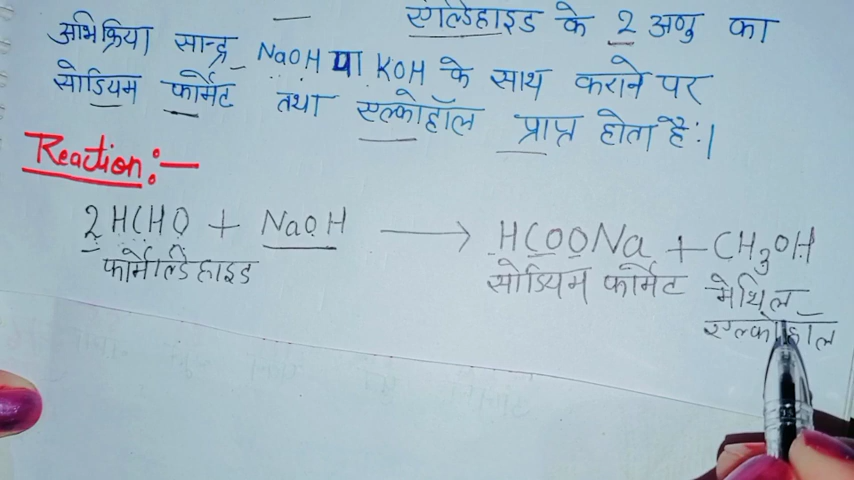 एल्डिहाइड के 2 अणु का
अभिक्रिया सान्द्र NaOH या KOH के साथ कराने पर
सोडियम फार्मेट तथा एल्कोहॉल प्राप्त होता है:।
Reaction:-
2HCHO + NaOH → HCOONa + CH3OH
फार्मेल्डिहाइड सोडियम फॉर्मेट मेथिल
एल्कोहॉल